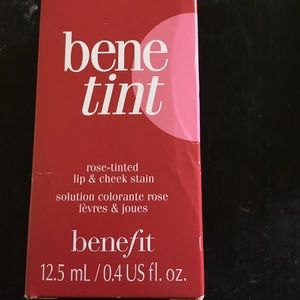 bene
tint
rose-tinted
lip & cheek stain
solution colorante rose
lèvres & joues
benefit
12.5 mL / 0.4 US fl. oz.